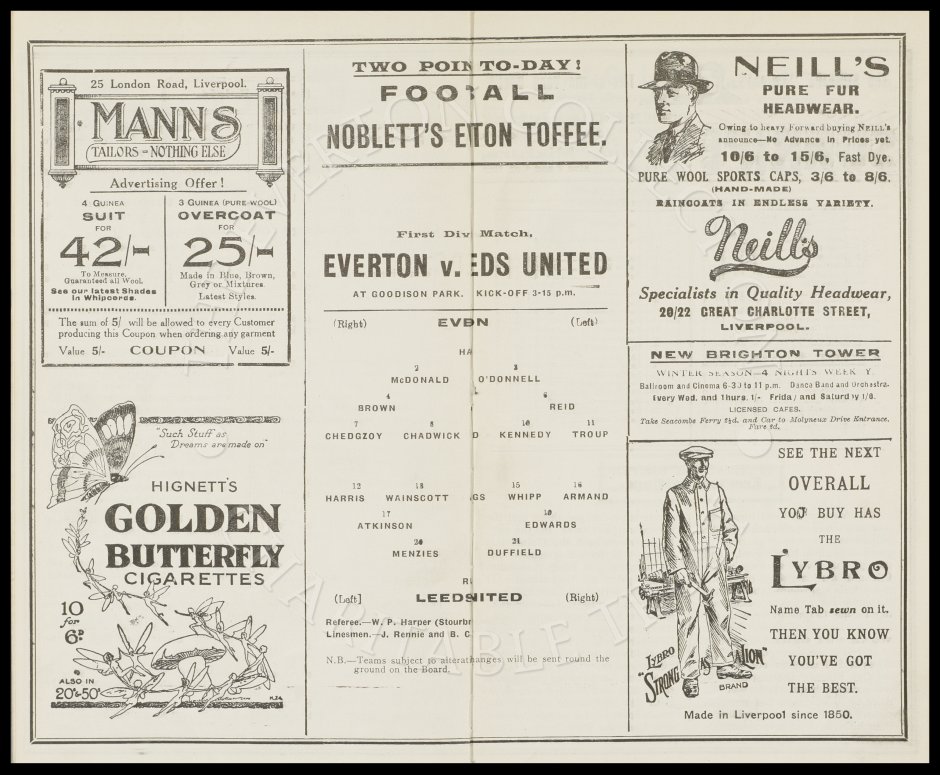 25 London Road, Liverpool.
MANNS
TAILORS - NOTHING ELSE
Advertising Offer!
4 GUINEA
SUIT
FOR
42/-
To Measure,
Guaranteed all Wool.
See our latest Shades
in Whipcords.
3 GUINEA (PURE WOOL)
OVERCOAT
FOR
25/-
Made in Blue, Brown,
Grey or Mixtures.
Latest Styles.
The sum of 5/- will be allowed to every Customer
producing this Coupon when ordering any garment
Value 5/- COUPON Value 5/-
"Such Stuff as
Dreams are made on"
HIGNETT'S
GOLDEN
BUTTERFLY
CIGARETTES
10
for
6D
ALSO IN
20's & 50's
TWO POIN TO-DAY!
FOO ALL
NOBLETT'S E TON TOFFEE.
First Div Match.
EVERTON v. EDS UNITED
AT GOODISON PARK. KICK-OFF 3-15 p.m.
(Right) EVE ON (Left)
HA
2 3
McDONALD O'DONNELL
4 6
BROWN REID
7 8 10 11
CHEDGZOY CHADWICK D KENNEDY TROUP
12 13 15 16
HARRIS WAINSCOTT GS WHIPP ARMAND
17 19
ATKINSON EDWARDS
20 21
MENZIES DUFFIELD
[Left] LEEDS NITED (Right)
Referee.—W. P. Harper (Stourbr
Linesmen.—J. Rennie and B. C
N.B.—Teams subject to alterat hanges will be sent round the
ground on the Board.
NEILL'S
PURE FUR
HEADWEAR.
Owing to heavy Forward buying NEILL'S
announce—No Advance in Prices yet.
10/6 to 15/6, Fast Dye.
PURE WOOL SPORTS CAPS, 3/6 to 8/6.
(HAND-MADE)
RAINCOATS IN ENDLESS VARIETY.
Neill's
Specialists in Quality Headwear,
20/22 GREAT CHARLOTTE STREET,
LIVERPOOL.
NEW BRIGHTON TOWER
WINTER SEASON—4 NIGHTS WEEK Y.
Ballroom and Cinema 6-30 to 11 p.m. Dance Band and Orchestra.
Every Wed. and Thurs. 1/- Friday and Saturday 1/6.
LICENSED CAFES.
Take Seacombe Ferry and Car to Molyneux Drive Entrance.
SEE THE NEXT
OVERALL
YOU BUY HAS
THE
LYBRO
Name Tab sewn on it.
THEN YOU KNOW
YOU'VE GOT
THE BEST.
LYBRO
"STRONG AS A LION"
BRAND
Made in Liverpool since 1850.